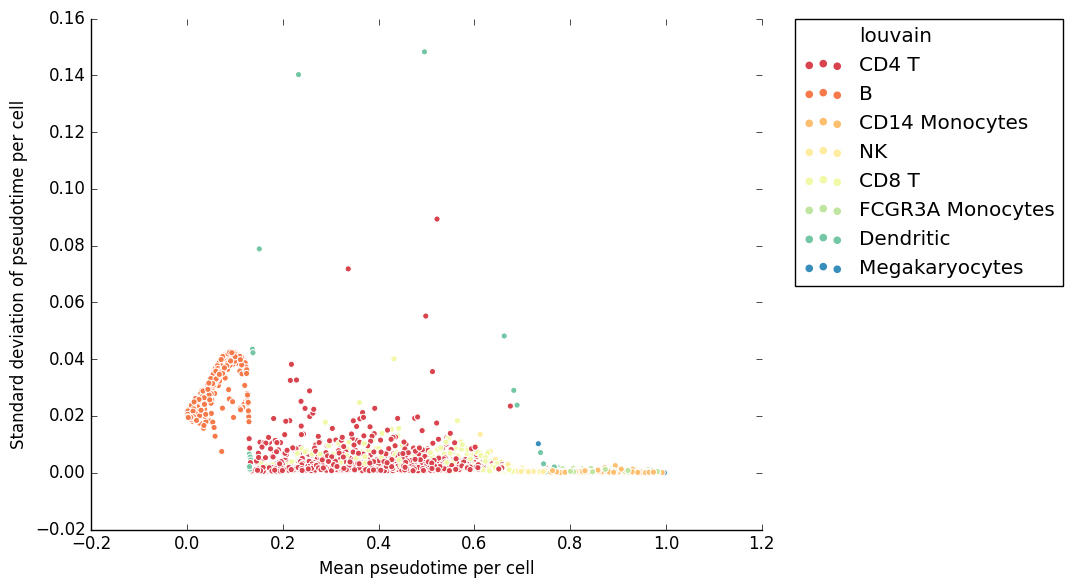 0.16
0.14
0.12
0.10
0.08
0.06
0.04
0.02
0.00
−0.02
Standard deviation of pseudotime per cell
−0.2 0.0 0.2 0.4 0.6 0.8 1.0 1.2
Mean pseudotime per cell
louvain
CD4 T
B
CD14 Monocytes
NK
CD8 T
FCGR3A Monocytes
Dendritic
Megakaryocytes